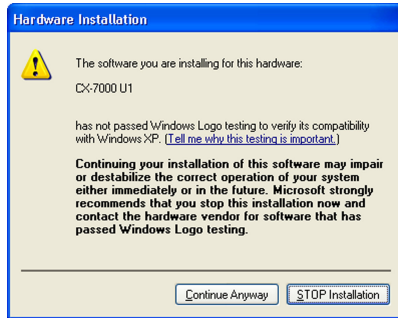 Hardware Installation
The software you are installing for this hardware:
CX-7000 U1
has not passed Windows Logo testing to verify its compatibility
with Windows XP. (Tell me why this testing is important.)
Continuing your installation of this software may impair
or destabilize the correct operation of your system
either immediately or in the future. Microsoft strongly
recommends that you stop this installation now and
contact the hardware vendor for software that has
passed Windows Logo testing.
Continue Anyway
STOP Installation